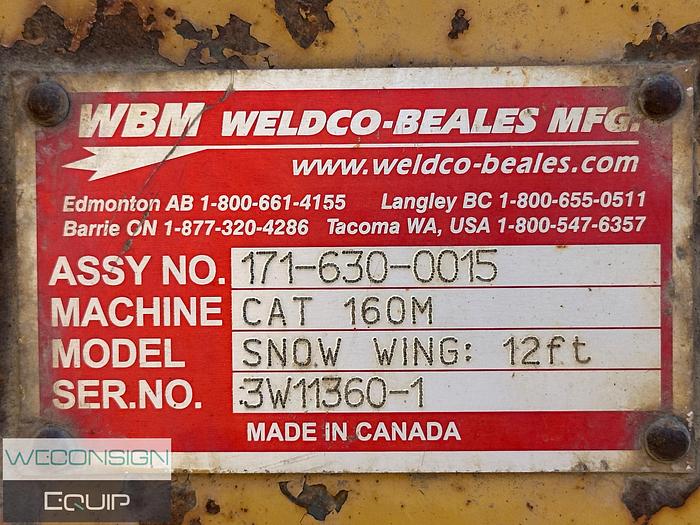 WBM WELDCO-BEALES MFG.
www.weldco-beales.com
Edmonton AB 1-800-661-4155 Langley BC 1-800-655-0511
Barrie ON 1-877-320-4286 Tacoma WA, USA 1-800-547-6357
ASSY NO. 171-630-0015
MACHINE CAT 160M
MODEL SNOW WING: 12ft
SER.NO. 3W11360-1
MADE IN CANADA
WECONSIGN
EQUIP